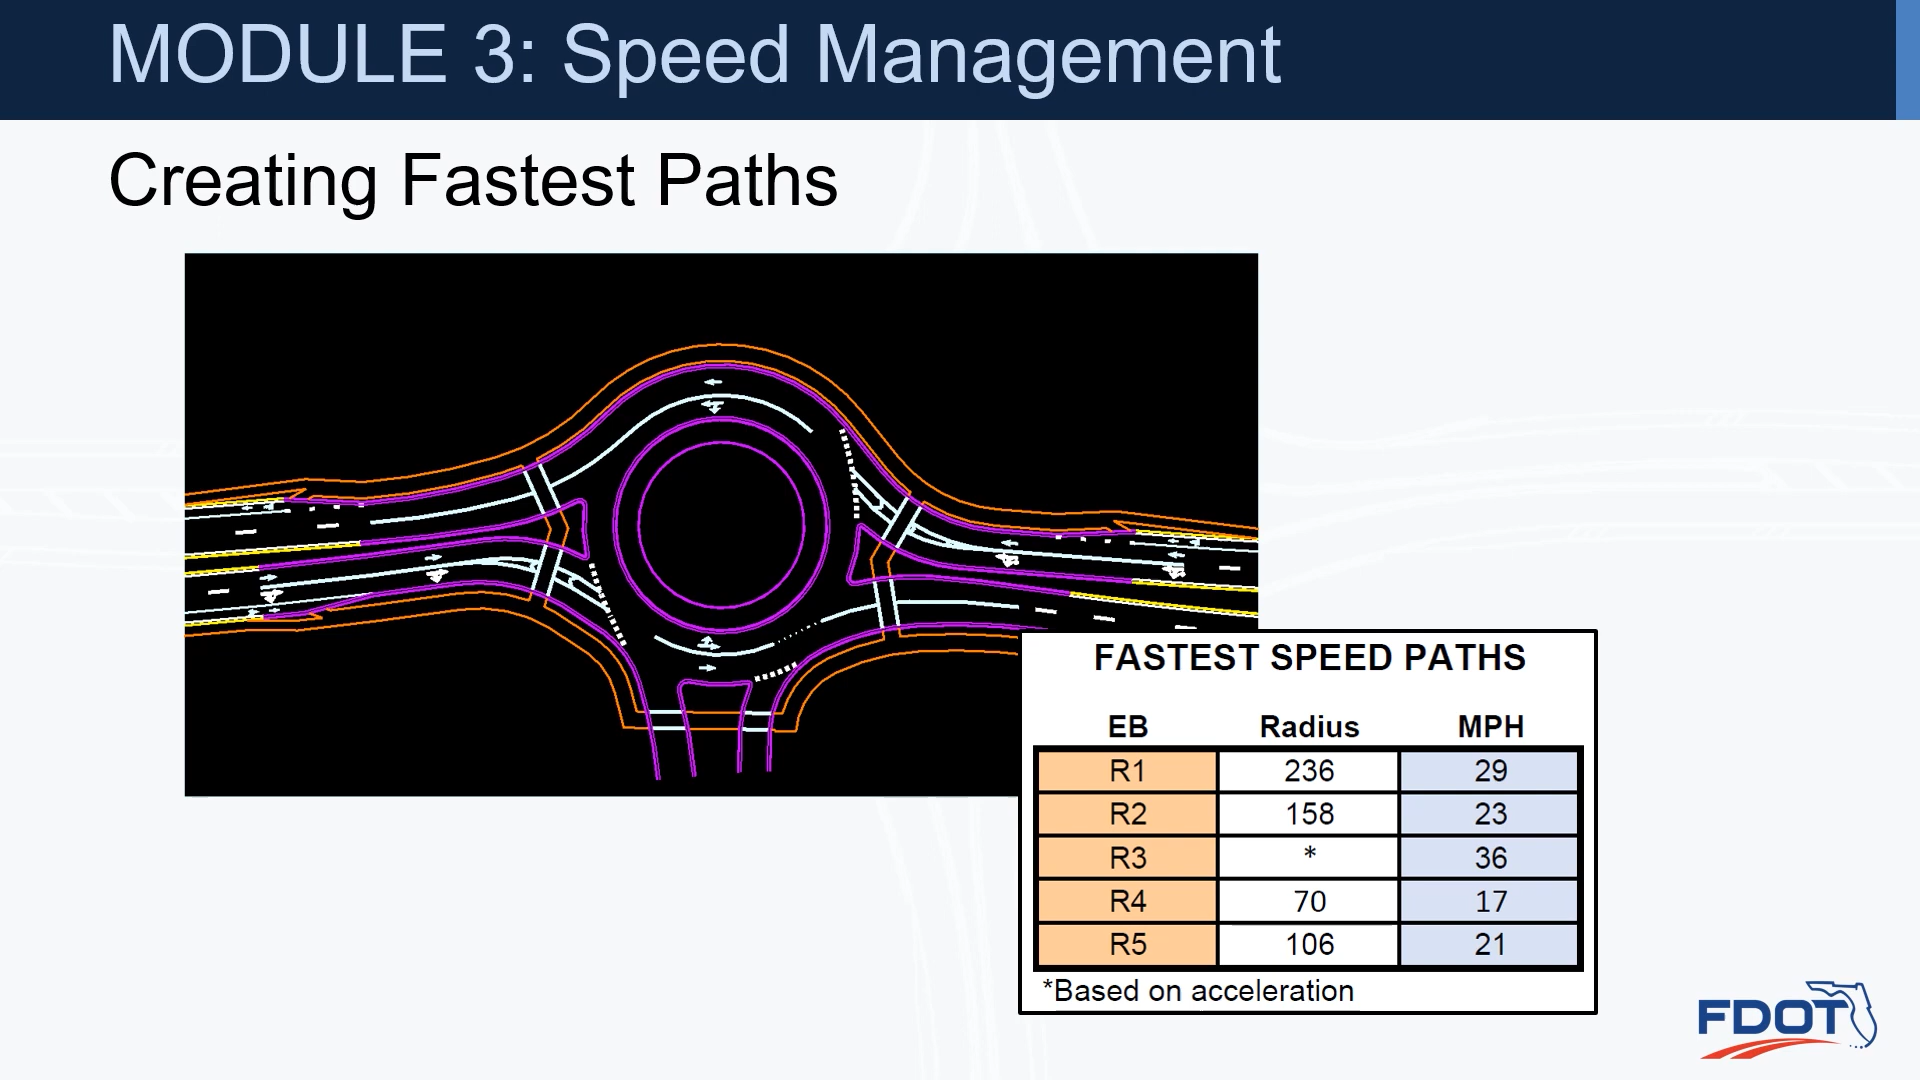 MODULE 3: Speed Management
Creating Fastest Paths
FASTEST SPEED PATHS
EB Radius MPH
R1 236 29
R2 158 23
R3 * 36
R4 70 17
R5 106 21
*Based on acceleration
FDOT